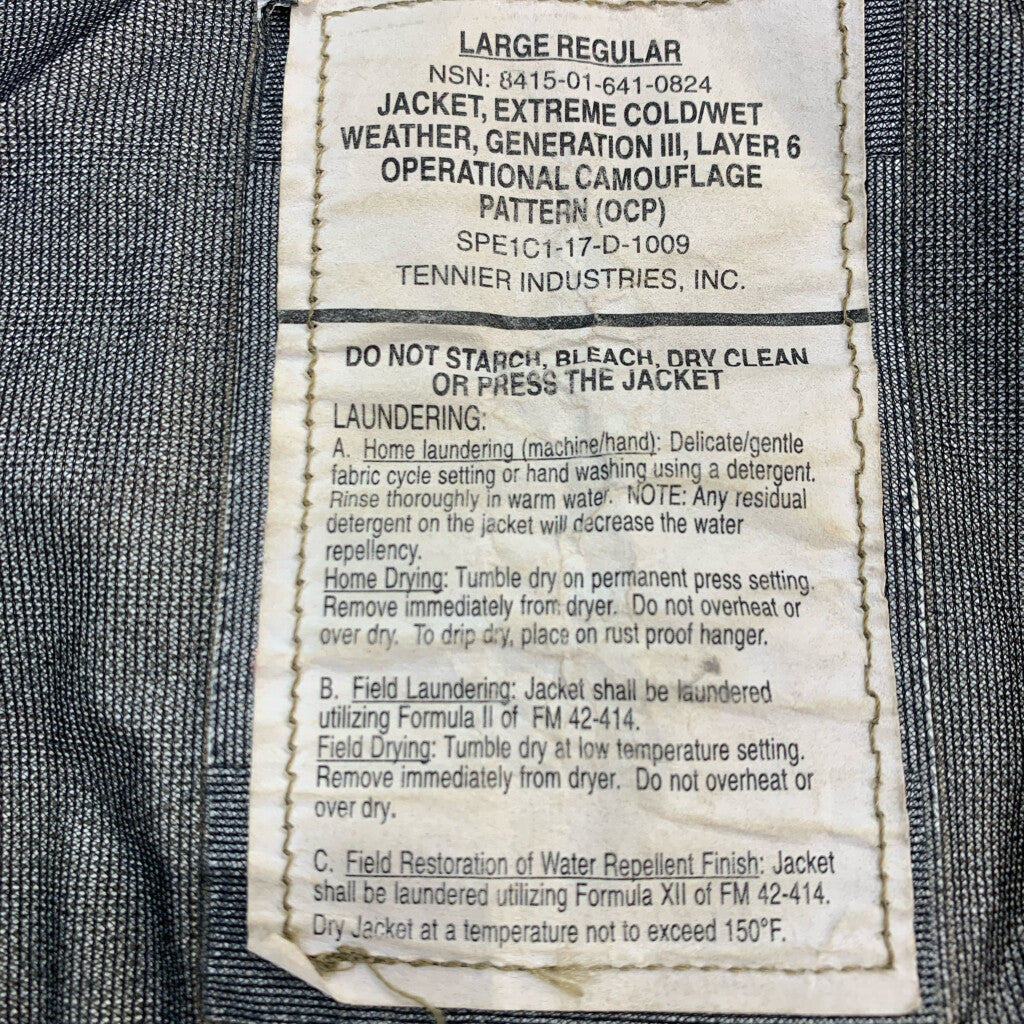 LARGE REGULAR
NSN: 8415-01-641-0824
JACKET, EXTREME COLD/WET
WEATHER, GENERATION III, LAYER 6
OPERATIONAL CAMOUFLAGE
PATTERN (OCP)
SPE1C1-17-D-1009
TENNIER INDUSTRIES, INC.
DO NOT STARCH, BLEACH, DRY CLEAN
OR PRESS THE JACKET
LAUNDERING:
A. Home laundering (machine/hand): Delicate/gentle
fabric cycle setting or hand washing using a detergent.
Rinse thoroughly in warm water. NOTE: Any residual
detergent on the jacket will decrease the water
repellency.
Home Drying: Tumble dry on permanent press setting.
Remove immediately from dryer. Do not overheat or
over dry. To drip dry, place on rust proof hanger.
B. Field Laundering: Jacket shall be laundered
utilizing Formula II of FM 42-414.
Field Drying: Tumble dry at low temperature setting.
Remove immediately from dryer. Do not overheat or
over dry.
C. Field Restoration of Water Repellent Finish: Jacket
shall be laundered utilizing Formula XII of FM 42-414.
Dry Jacket at a temperature not to exceed 150°F.